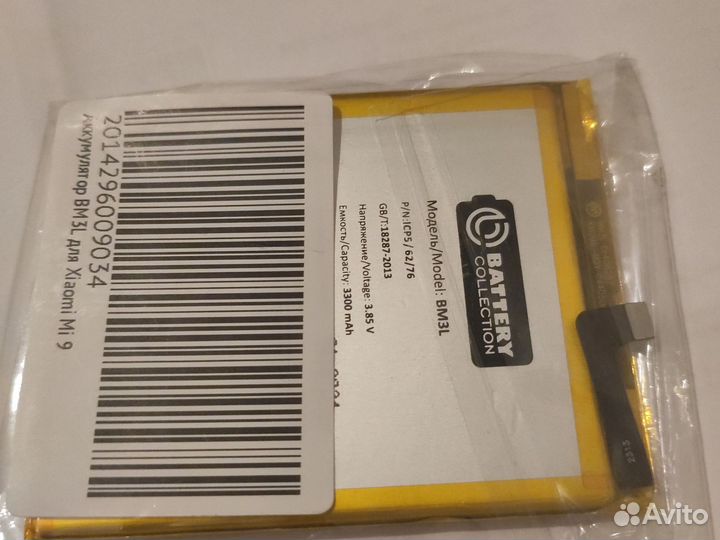 2014296009034
Аккумулятор BM3L для Xiaomi Mi 9
BATTERY
COLLECTION
Модель/Model: BM3L
P/N:ICP5 / 62/76
GB/T:18287-2013
Напряжение/Voltage: 3.85 V
Емкость/Capacity: 3300 mAh
2313
Avito